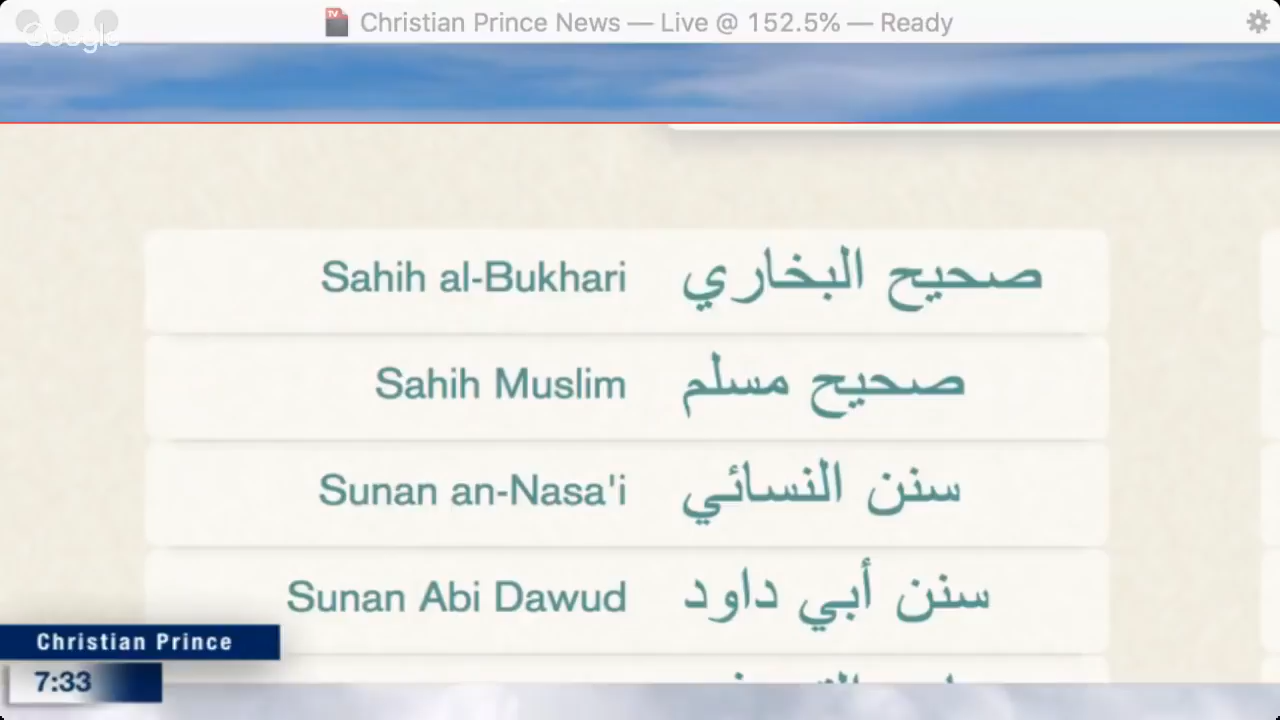 Christian Prince News — Live @ 152.5% — Ready
Google
Sahih al-Bukhari صحيح البخاري
Sahih Muslim صحيح مسلم
Sunan an-Nasa'i سنن النسائي
Sunan Abi Dawud سنن أبي داود
Christian Prince
7:33